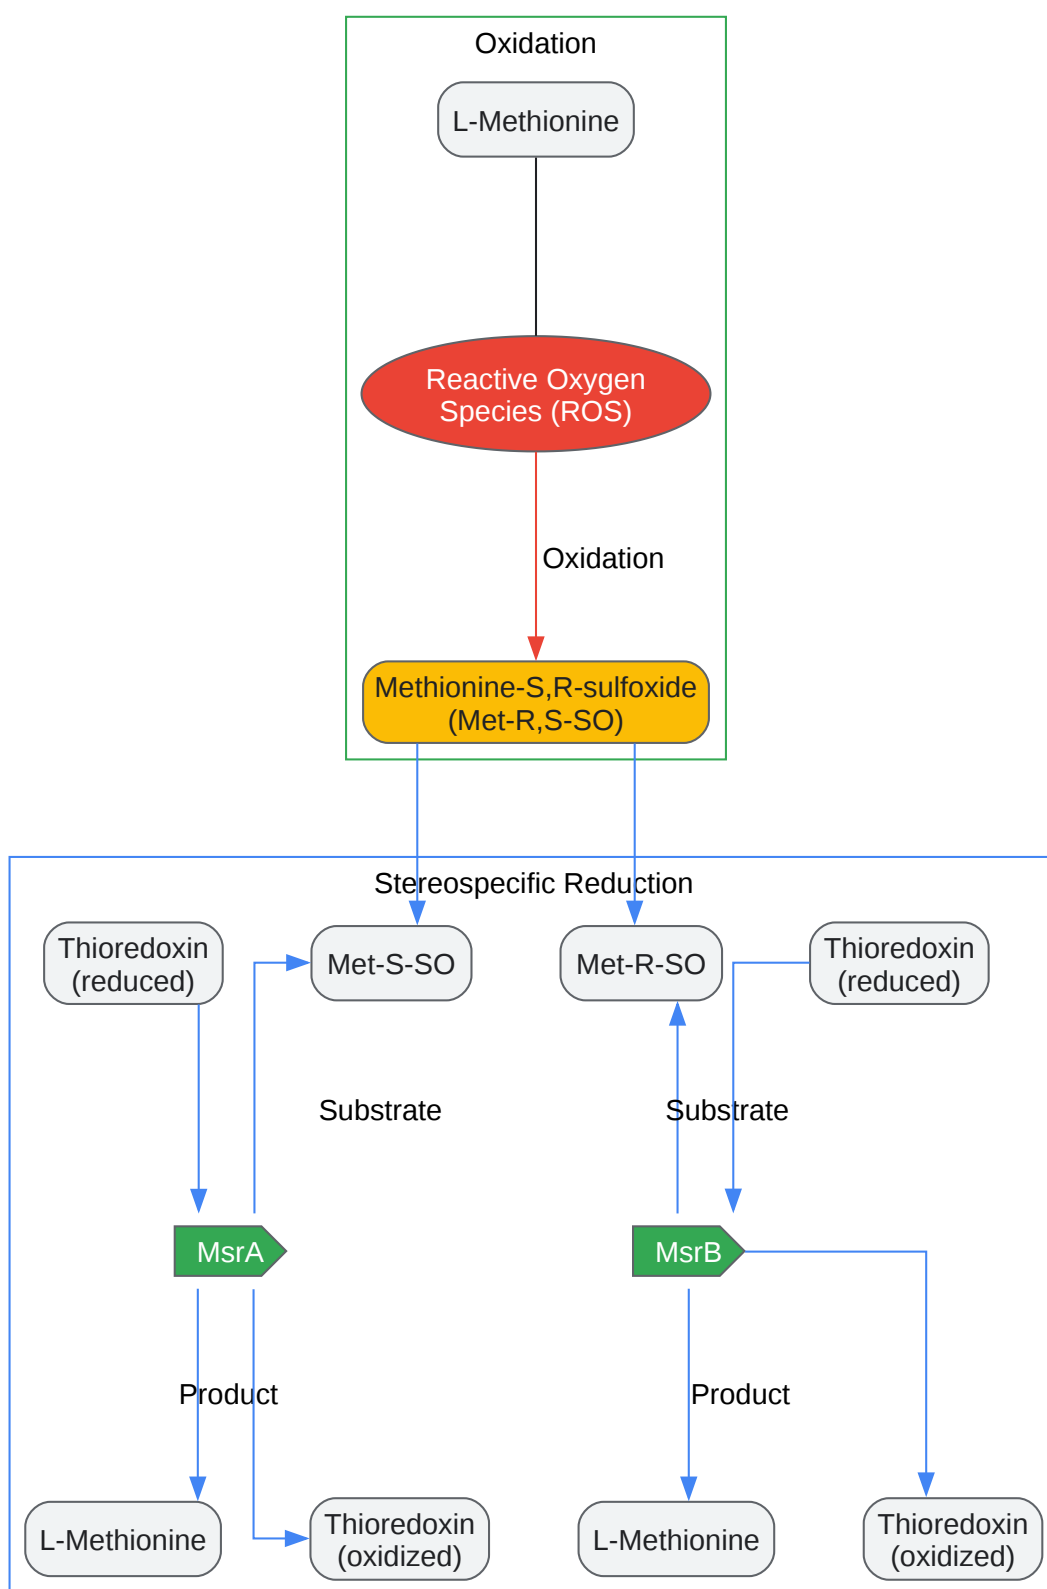 Oxidation
L-Methionine
Reactive Oxygen
Species (ROS)
Oxidation
Methionine-S,R-sulfoxide
(Met-R,S-SO)
Stereospecific Reduction
Thioredoxin
(reduced)
Met-S-SO
Met-R-SO
Thioredoxin
(reduced)
Substrate
Substrate
MsrA
MsrB
Product
Product
L-Methionine
Thioredoxin
(oxidized)
L-Methionine
Thioredoxin
(oxidized)